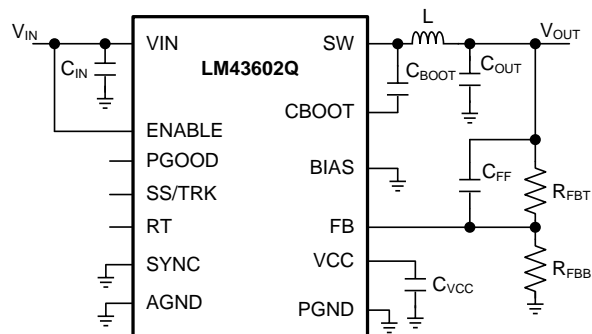 VIN VOUT
VIN SW L
CIN LM43602Q CBOOT COUT
CBOOT
ENABLE
PGOOD BIAS CFF RFBT
SS/TRK
RT FB
SYNC VCC CVCC RFBB
AGND PGND